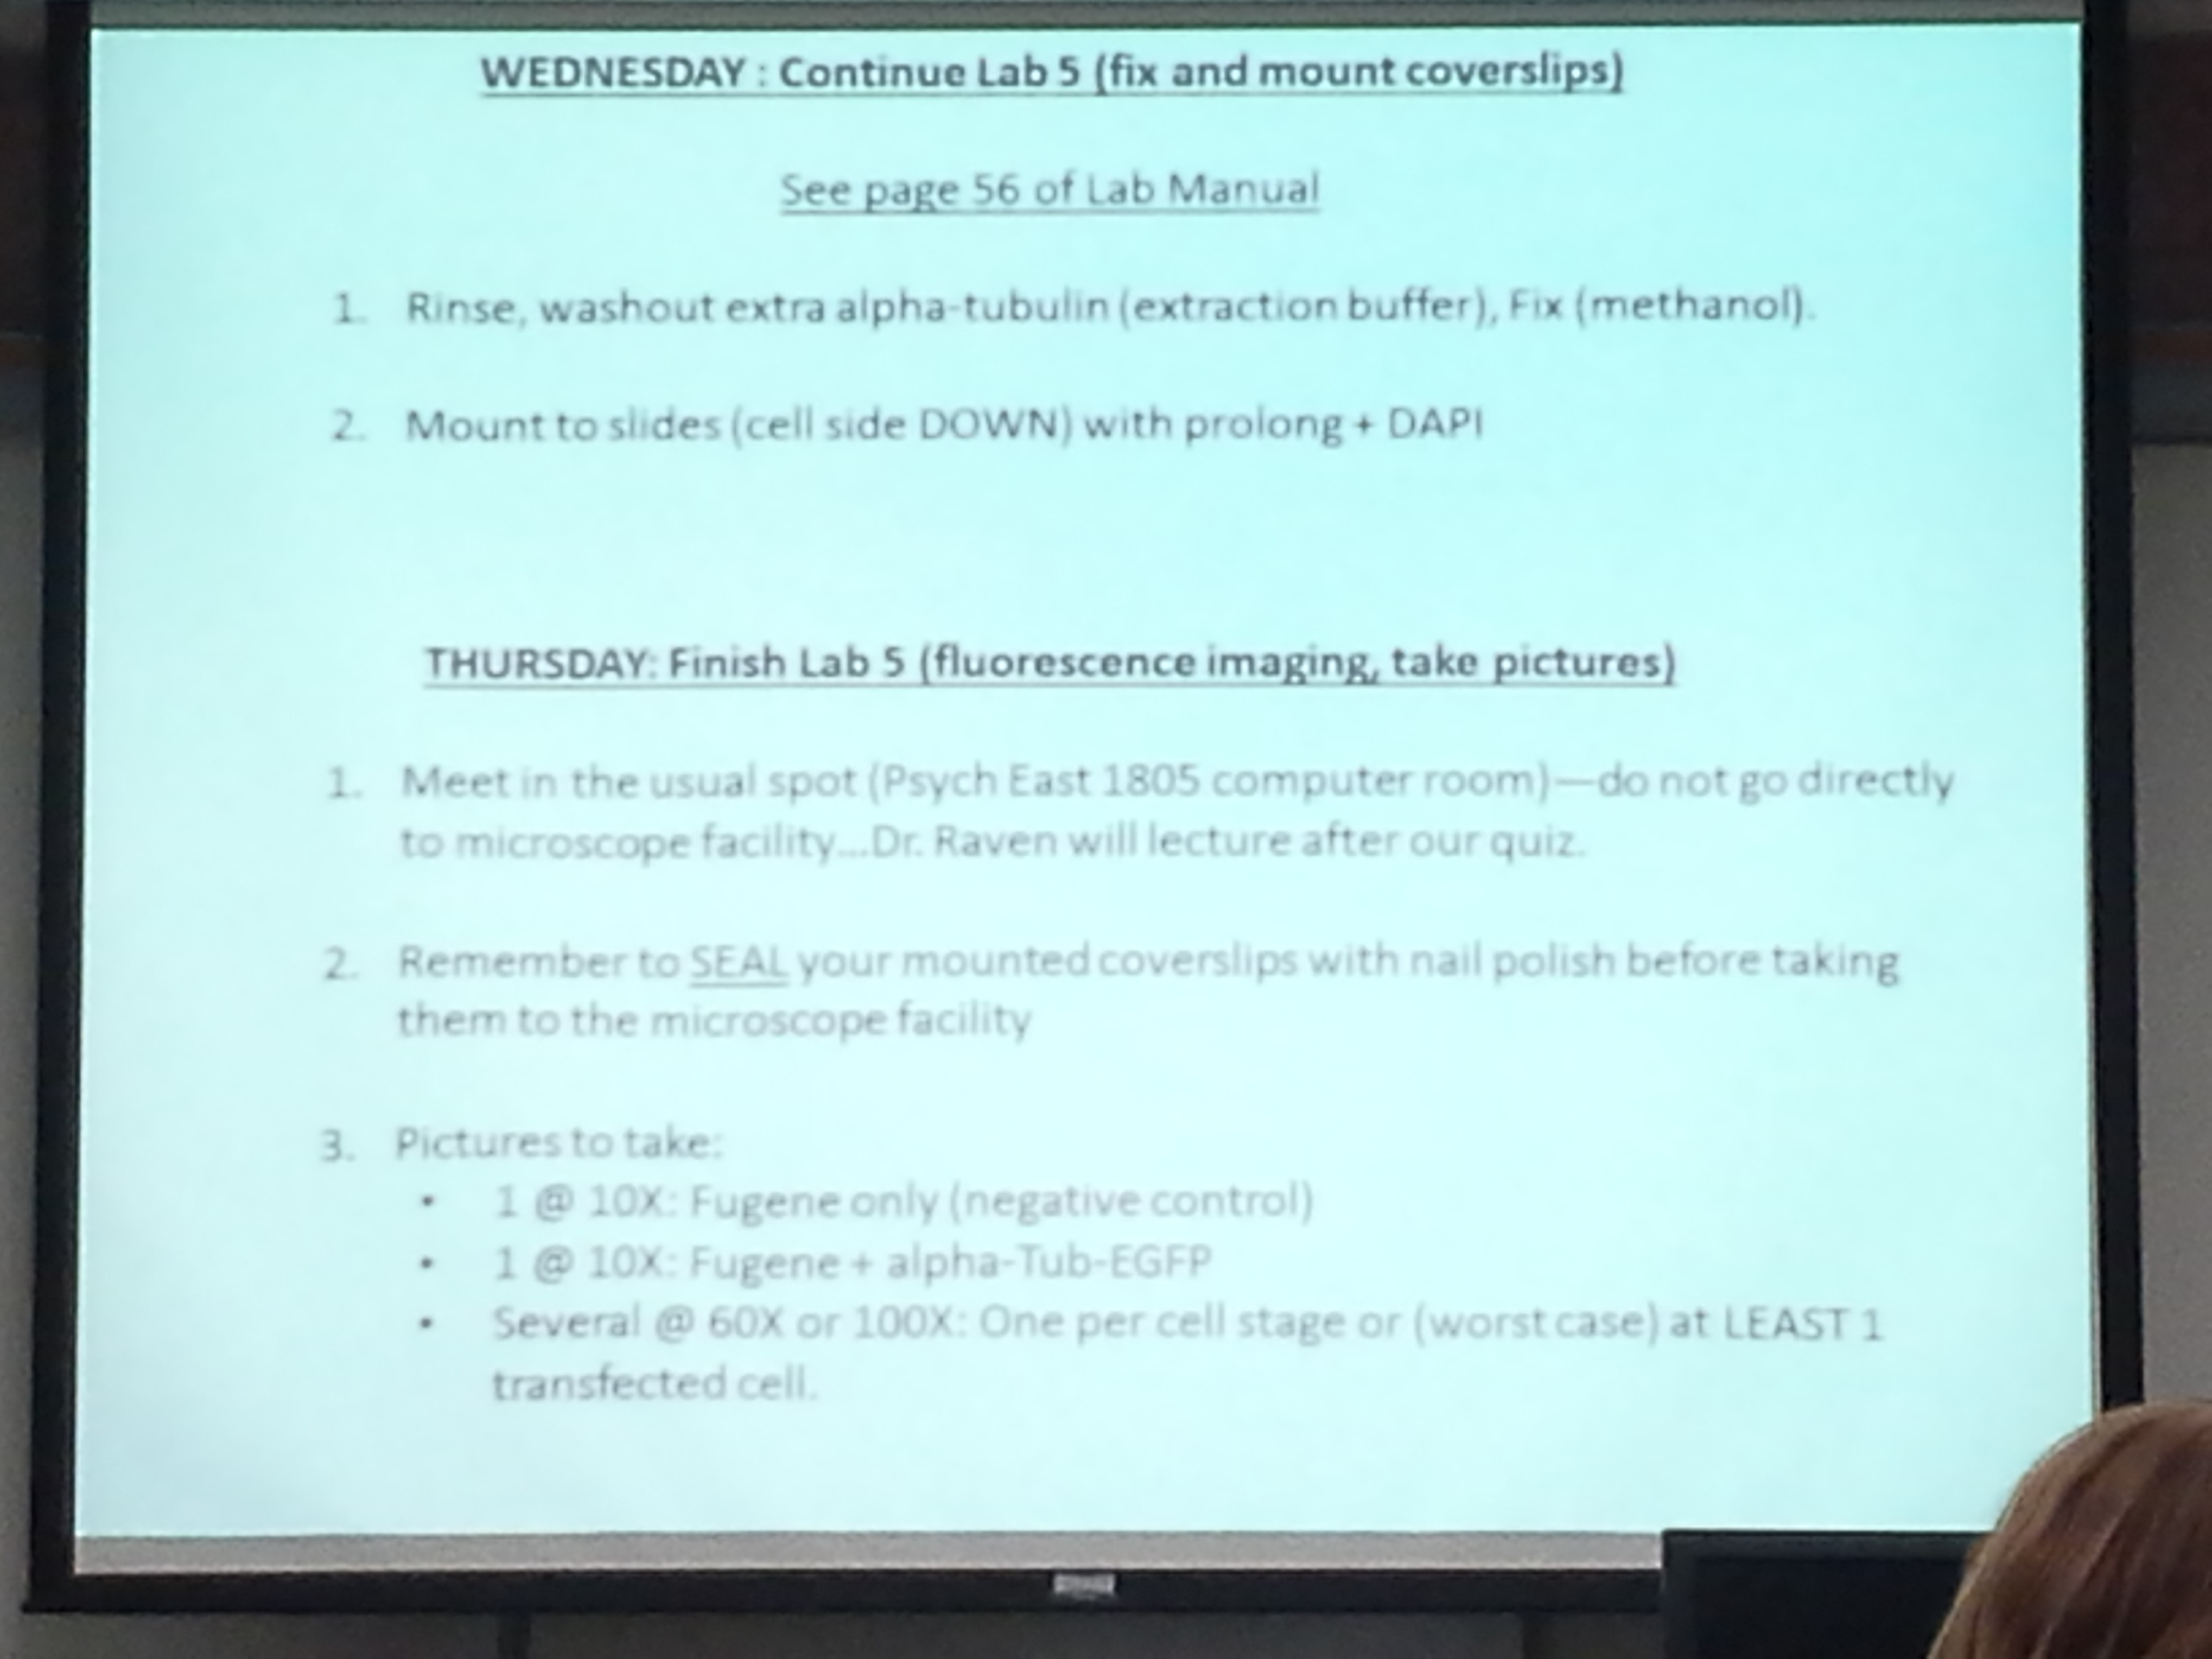 WEDNESDAY : Continue Lab 5 (fix and mount coverslips)
See page 56 of Lab Manual
1. Rinse, washout extra alpha-tubulin (extraction buffer), Fix (methanol).
2. Mount to slides (cell side DOWN) with prolong + DAPI
THURSDAY: Finish Lab 5 (fluorescence imaging, take pictures)
1. Meet in the usual spot (Psych East 1805 computer room)—do not go directly
to microscope facility...Dr. Raven will lecture after our quiz.
2. Remember to SEAL your mounted coverslips with nail polish before taking
them to the microscope facility
3. Pictures to take:
• 1 @ 10X: Fugene only (negative control)
• 1 @ 10X: Fugene + alpha-Tub-EGFP
• Several @ 60X or 100X: One per cell stage or (worst case) at LEAST 1
transfected cell.